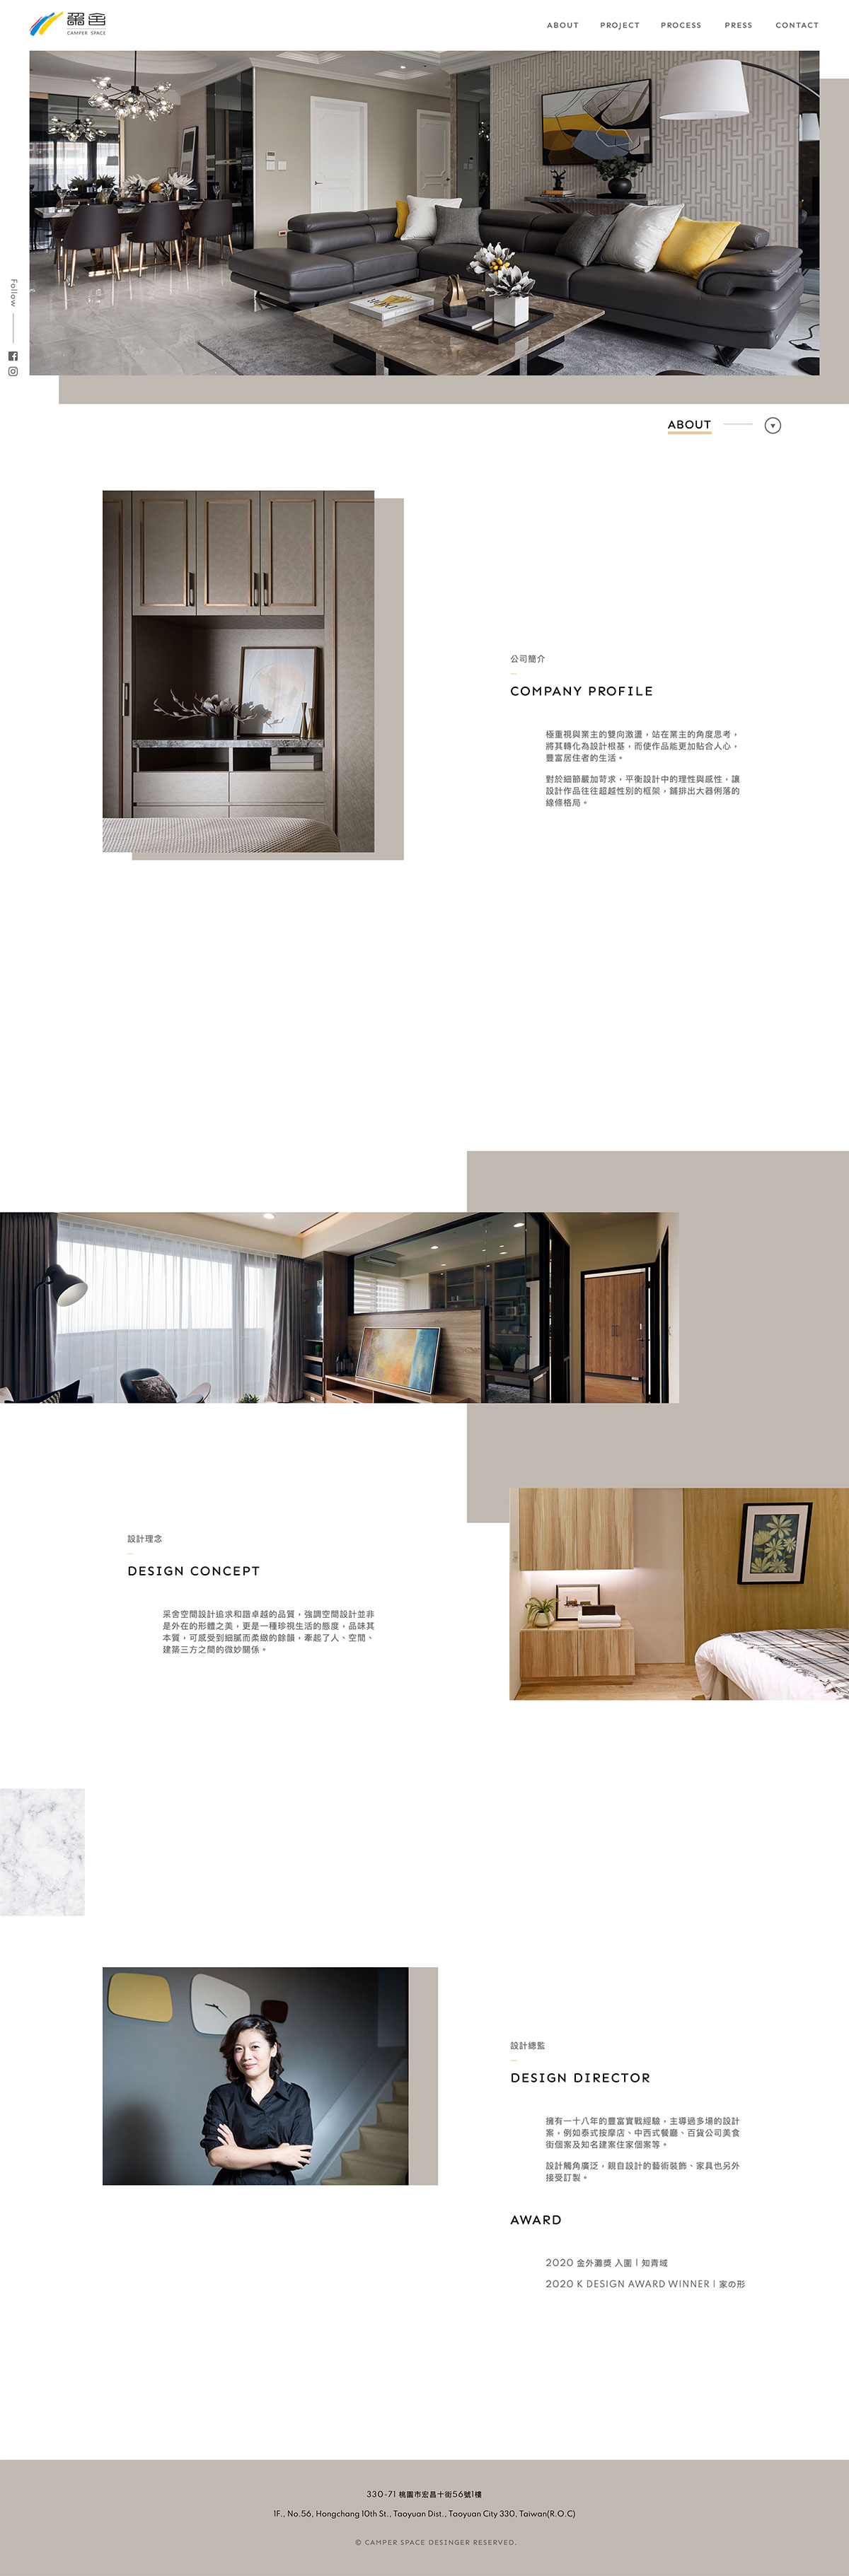 CAMPER SPACE
ABOUT
PROJECT
PROCESS
PRESS
CONTACT
Follow
ABOUT
公司簡介
COMPANY PROFILE
極重視與業主的雙向激盪，站在業主的角度思考，
將其轉化為設計根基，而使作品能更加貼合人心，
豐富居住者的生活。
對於細節嚴加苛求，平衡設計中的理性與感性，讓
設計作品往往超越性別的框架，鋪排出大器俐落的
線條格局。
設計理念
DESIGN CONCEPT
采舍空間設計追求和諧卓越的品質，強調空間設計並非
是外在的形體之美，更是一種珍視生活的態度，品味其
本質，可感受到細膩而柔緻的餘韻，牽起了人、空間、
建築三方之間的微妙關係。
設計總監
DESIGN DIRECTOR
擁有一十八年的豐富實戰經驗，主導過多場的設計
案，例如泰式按摩店、中西式餐廳、百貨公司美食
街個案及知名建案住家個案等。
設計觸角廣泛，親自設計的藝術裝飾、家具也另外
接受訂製。
AWARD
2020 金外灘獎 入圍 | 知青域
2020 K DESIGN AWARD WINNER | 家の形
330-71 桃園市宏昌十街56號1樓
1F., No.56, Hongchang 10th St., Taoyuan Dist., Taoyuan City 330, Taiwan(R.O.C)
© CAMPER SPACE DESINGER RESERVED.